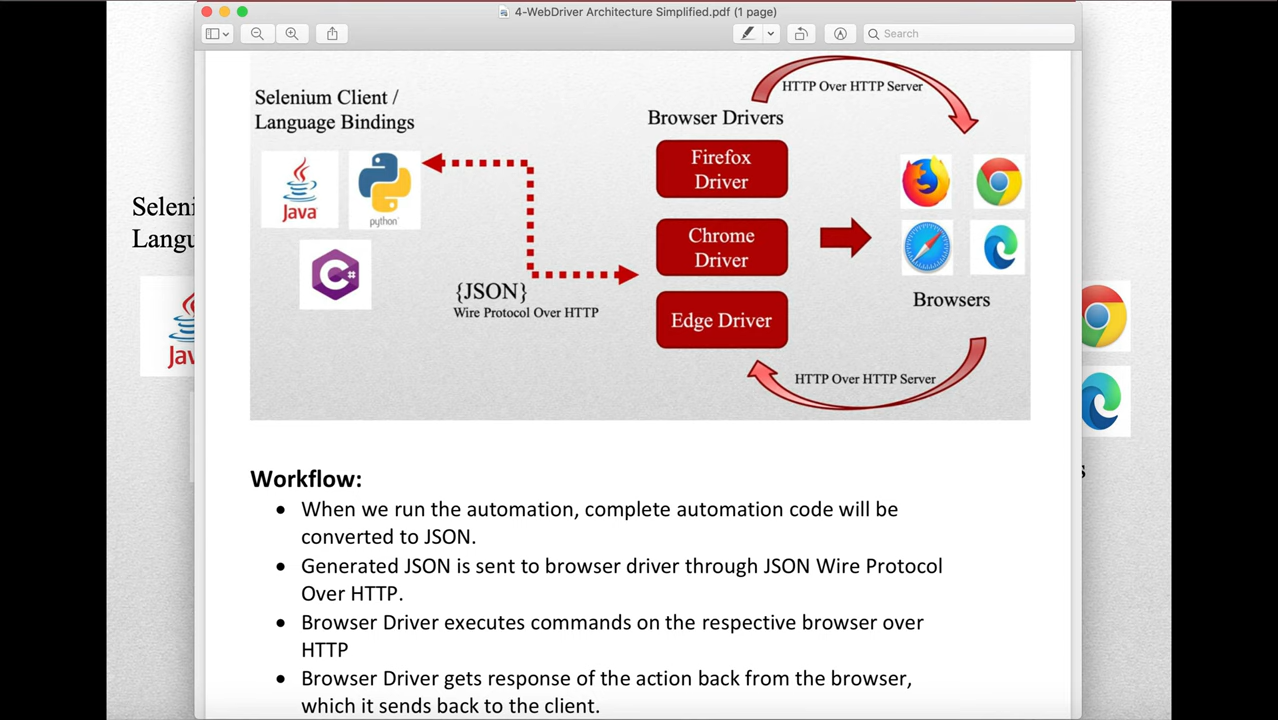 4-WebDriver Architecture Simplified.pdf (1 page)
Search
Selenium Client /
Language Bindings
Java
python
C#
{JSON}
Wire Protocol Over HTTP
Browser Drivers
Firefox
Driver
Chrome
Driver
Edge Driver
HTTP Over HTTP Server
Browsers
HTTP Over HTTP Server
Workflow:
When we run the automation, complete automation code will be
converted to JSON.
Generated JSON is sent to browser driver through JSON Wire Protocol
Over HTTP.
Browser Driver executes commands on the respective browser over
HTTP
Browser Driver gets response of the action back from the browser,
which it sends back to the client.
Seleni
Langu
Jav
s